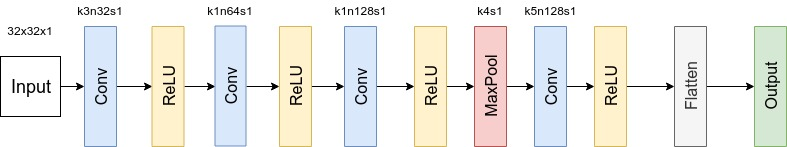 k3n32s1
k1n64s1
k1n128s1
k4s1
k5n128s1
32x32x1
Input
Conv
ReLU
Conv
ReLU
Conv
ReLU
MaxPool
Conv
ReLU
Flatten
Output